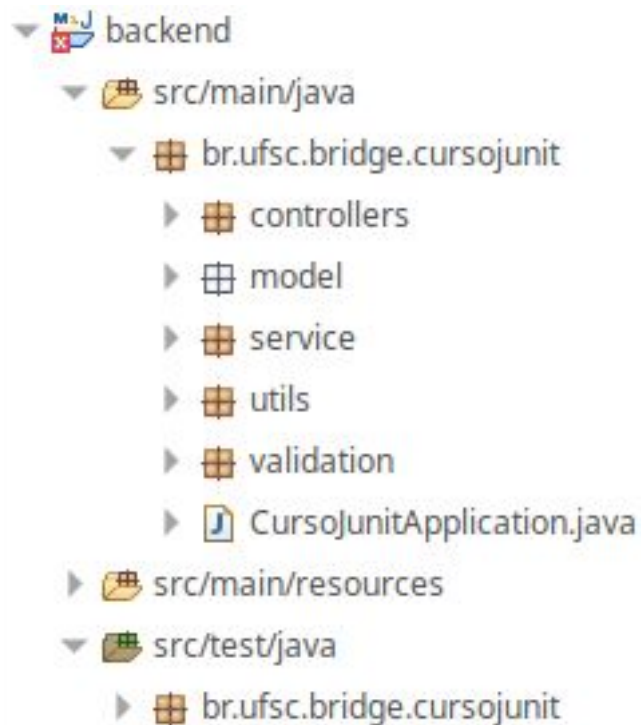 backend
src/main/java
br.ufsc.bridge.cursojunit
controllers
model
service
utils
validation
CursoJunitApplication.java
src/main/resources
src/test/java
br.ufsc.bridge.cursojunit